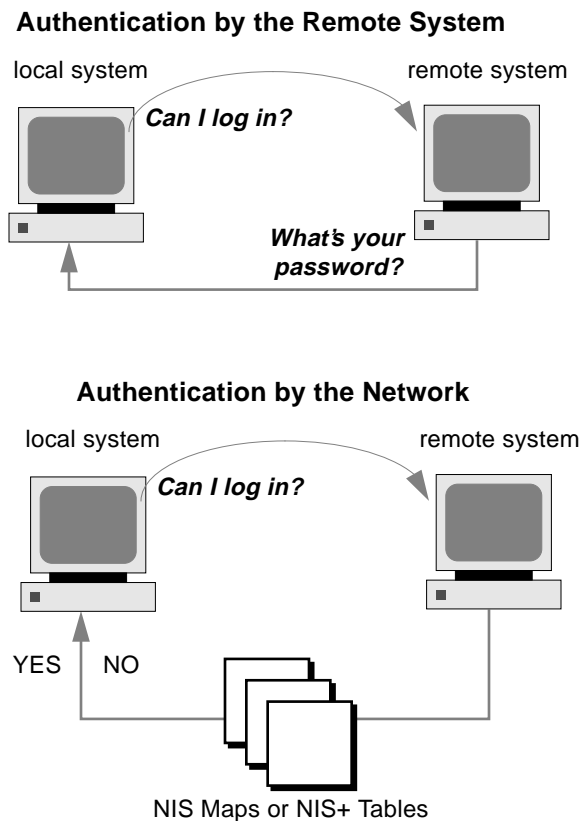 Authentication by the Remote System
local system
remote system
Can I log in?
What's your
password?
Authentication by the Network
local system
remote system
Can I log in?
YES
NO
NIS Maps or NIS+ Tables